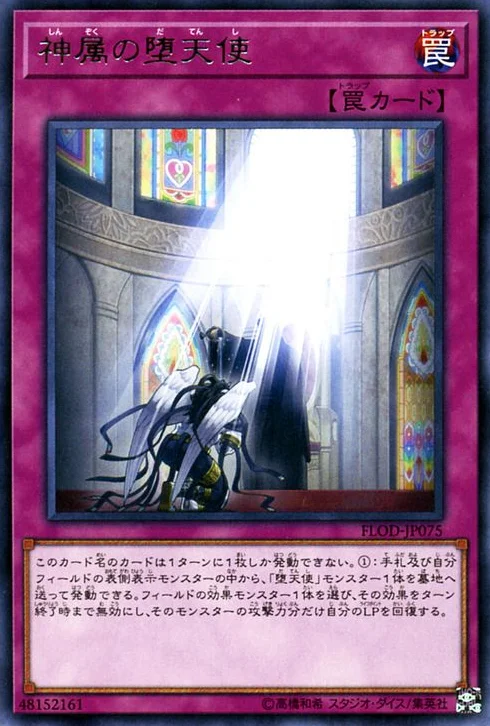 神属の堕天使
罠
【罠カード】
FLOD-JP075
このカード名のカードは1ターンに1枚しか発動できない。①:手札及び自分
フィールドの表側表示モンスターの中から、「堕天使」モンスター1体を墓地へ
送って発動できる。フィールドの効果モンスター1体を選び、その効果をターン
終了時まで無効にし、そのモンスターの攻撃力分だけ自分のLPを回復する。
48152161
©高橋和希 スタジオ・ダイス/集英社